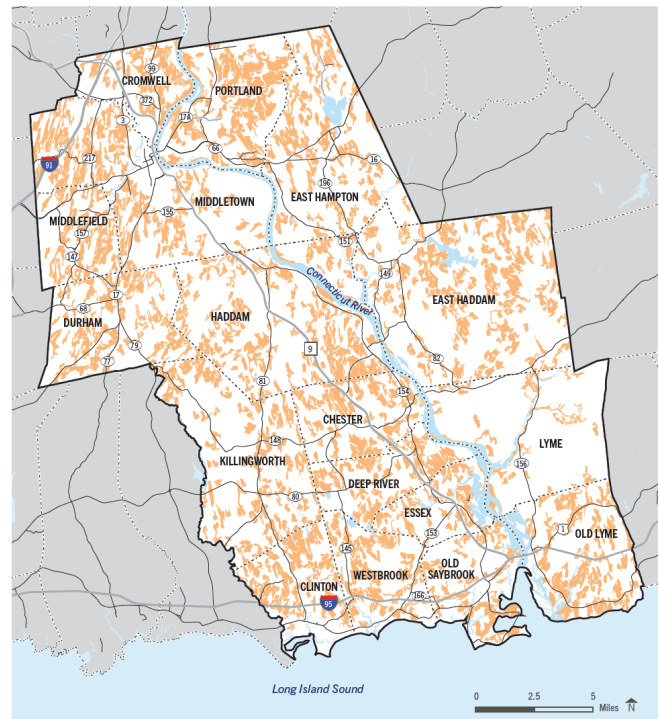 99
CROMWELL
PORTLAND
372
17A
3
66
217
91
16
196
MIDDLETOWN
EAST HAMPTON
155
MIDDLEFIELD
157
151
147
149
Connecticut River
17
EAST HADDAM
68
HADDAM
DURHAM
9
79
82
77
81
154
CHESTER
148
LYME
KILLINGWORTH
156
DEEP RIVER
80
ESSEX
1
OLD LYME
153
145
OLD
SAYBROOK
WESTBROOK
CLINTON
166
95
Long Island Sound
0 2.5 5
Miles N